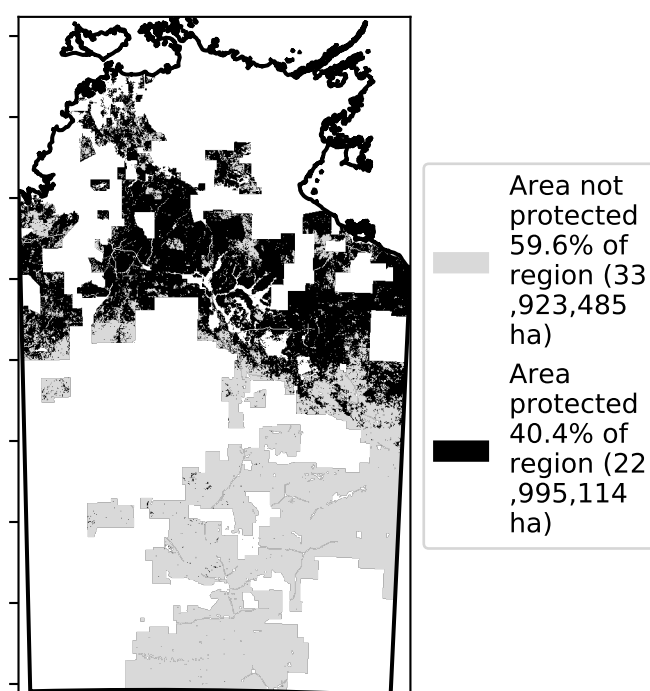 Area not
protected
59.6% of
region (33
,923,485
ha)
Area
protected
40.4% of
region (22
,995,114
ha)